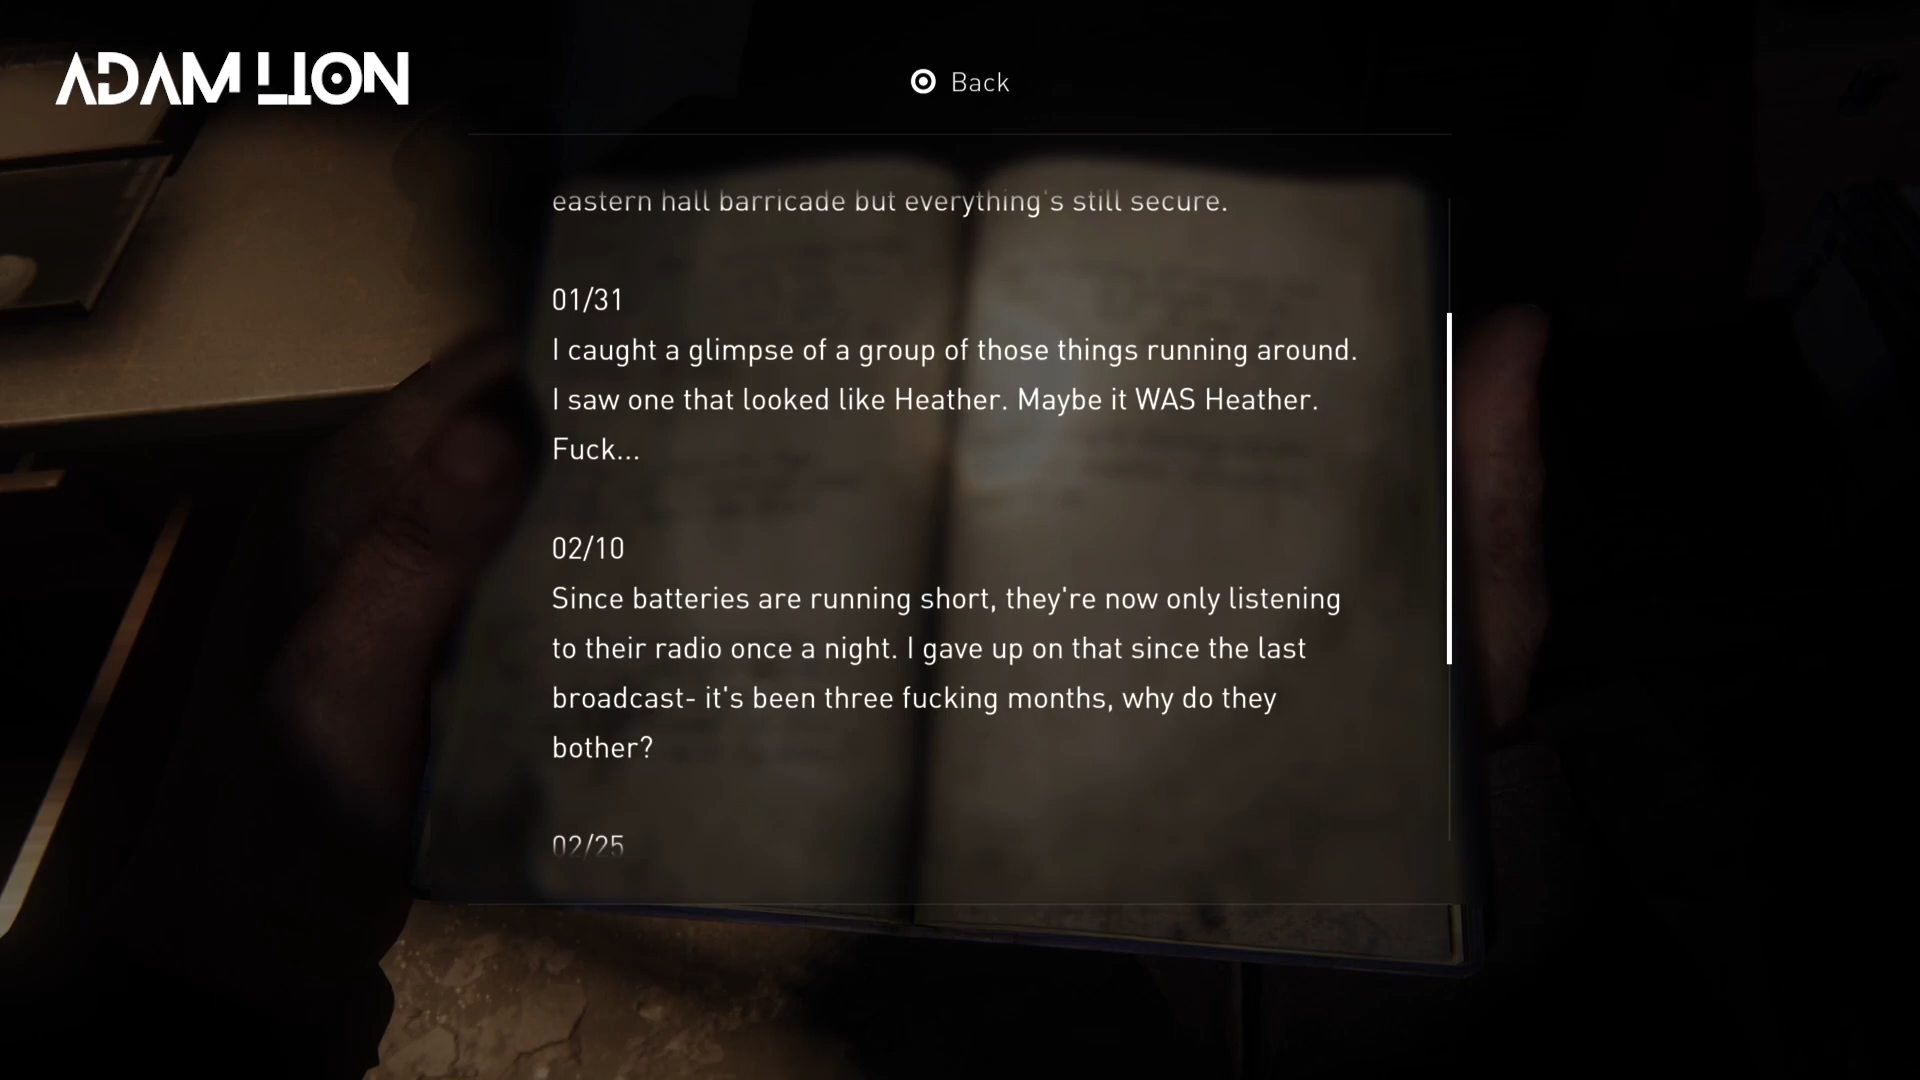 ADAM LION
Back
eastern hall barricade but everything's still secure.
01/31
I caught a glimpse of a group of those things running around.
I saw one that looked like Heather. Maybe it WAS Heather.
Fuck...
02/10
Since batteries are running short, they're now only listening
to their radio once a night. I gave up on that since the last
broadcast- it's been three fucking months, why do they
bother?
02/25